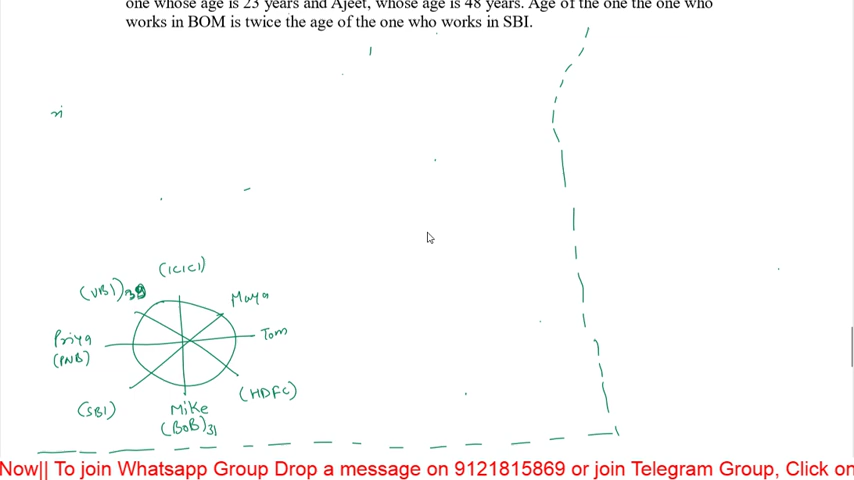 one whose age is 23 years and Ajeet, whose age is 48 years. Age of the one the one who
works in BOM is twice the age of the one who works in SBI.
(ICICI)
(UBI) 39
Maya
Priya
(PNB)
Tom
(SBI)
Mike
(BOB) 31
(HDFC)
Now|| To join Whatsapp Group Drop a message on 9121815869 or join Telegram Group, Click on